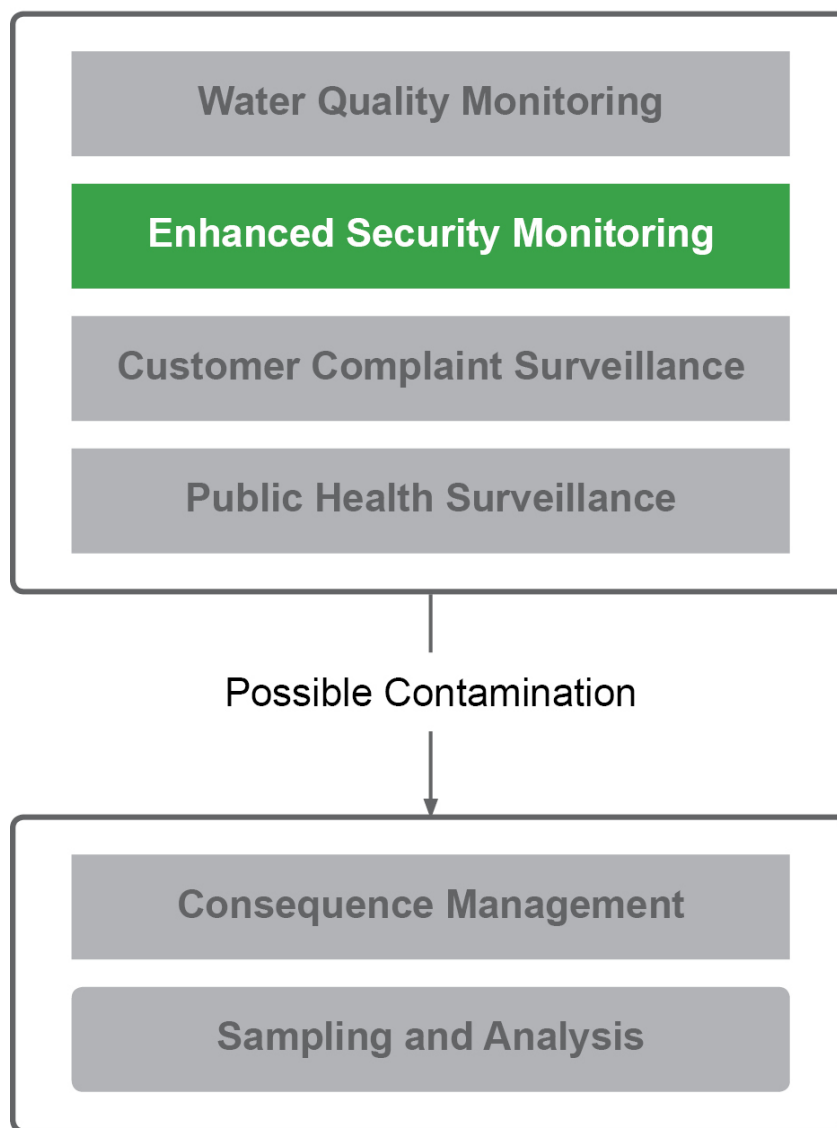 Water Quality Monitoring
Enhanced Security Monitoring
Customer Complaint Surveillance
Public Health Surveillance
Possible Contamination
Consequence Management
Sampling and Analysis